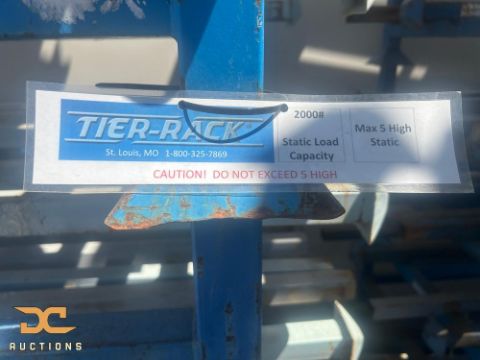 TIER-RACK
St. Louis, MO 1-800-325-7869
2000#
Static Load
Capacity
Max 5 High
Static
CAUTION! DO NOT EXCEED 5 HIGH
DC
AUCTIONS